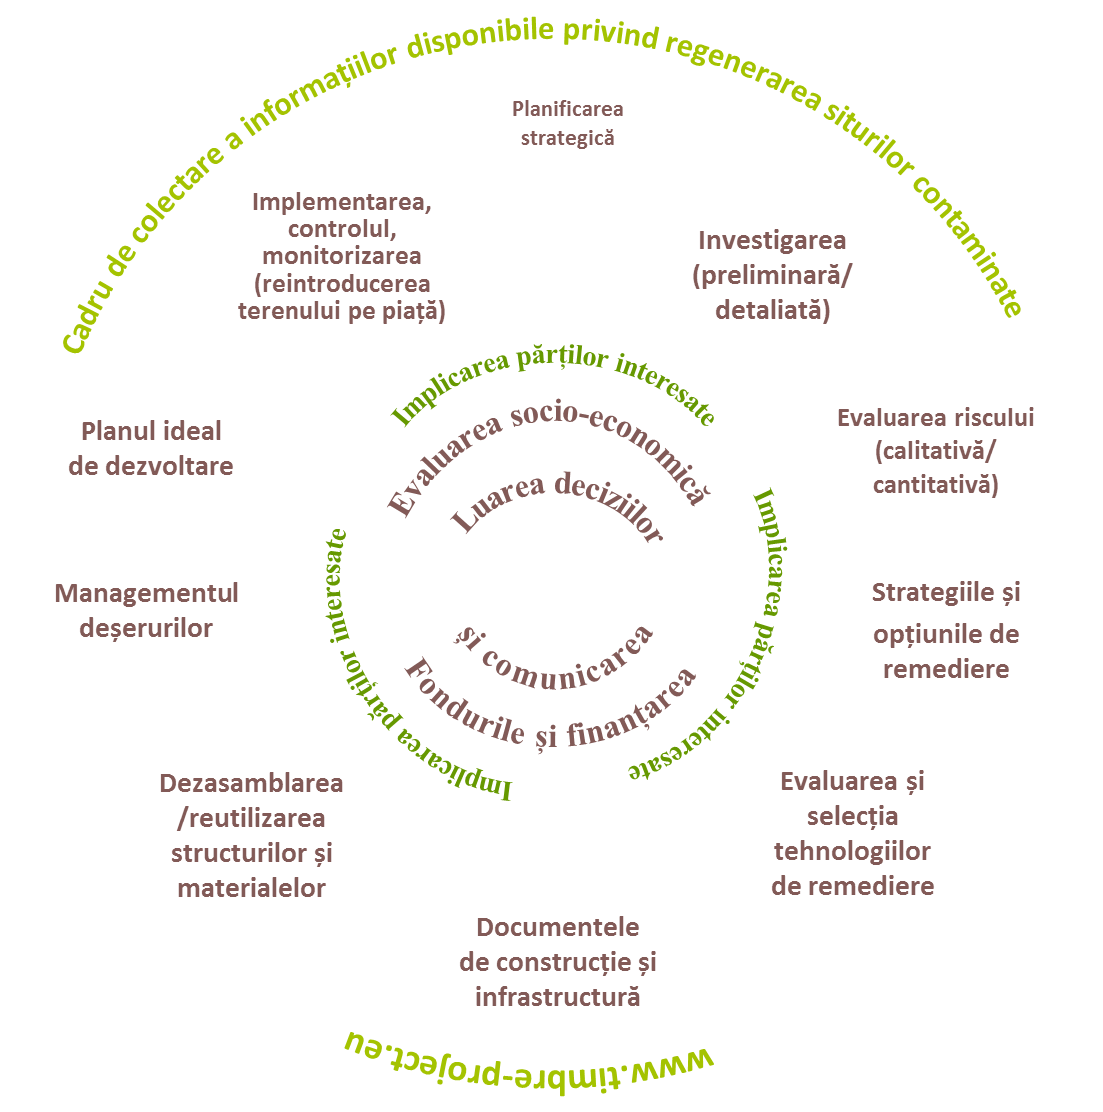 Cadru de colectare a informațiilor disponibile privind regenerarea siturilor contaminate
Planificarea
strategică
Implementarea,
controlul,
monitorizarea
(reintroducerea
terenului pe piață)
Investigarea
(preliminară/
detaliată)
Implicarea părților interesate
Evaluarea socio-economică
Luarea deciziilor
Planul ideal
de dezvoltare
Evaluarea riscului
(calitativă/
cantitativă)
Implicarea părților interesate
Implicarea părților interesate
Managementul
deșerurilor
Strategiile și
opțiunile de
remediere
și comunicarea
Fondurile și finanțarea
Dezasamblarea
/reutilizarea
structurilor și
materialelor
Evaluarea și
selecția
tehnologiilor
de remediere
Documentele
de construcție și
infrastructură
www.timbre-project.eu